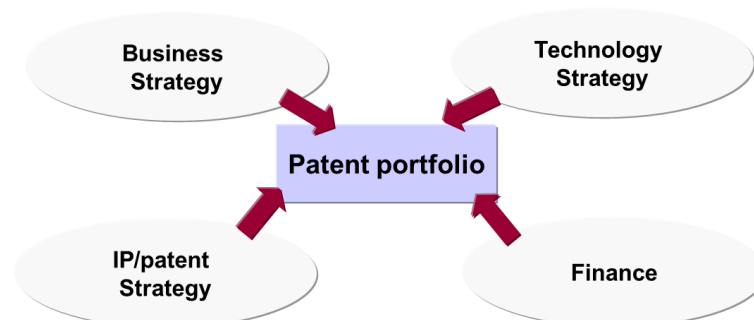 Business
Strategy
Technology
Strategy
Patent portfolio
IP/patent
Strategy
Finance